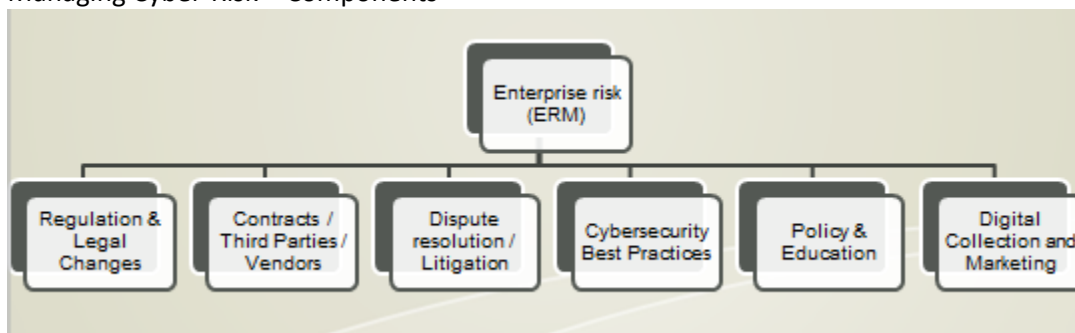 Managing Cyber Risk – Components
Enterprise risk
(ERM)
Regulation &
Legal
Changes
Contracts /
Third Parties /
Vendors
Dispute
resolution /
Litigation
Cybersecurity
Best Practices
Policy &
Education
Digital
Collection and
Marketing